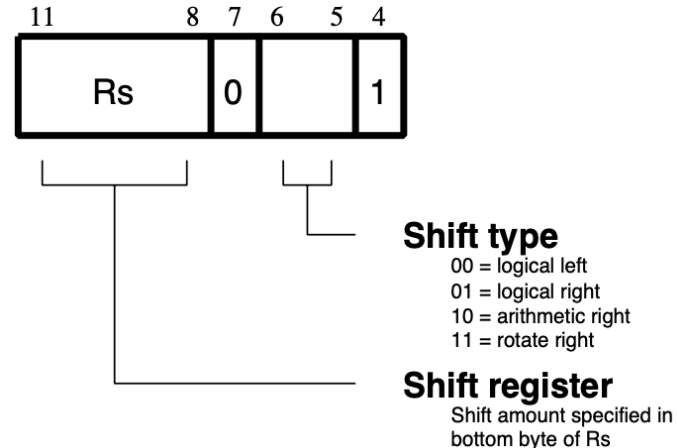 11 8 7 6 5 4
Rs 0 1
Shift type
00 = logical left
01 = logical right
10 = arithmetic right
11 = rotate right
Shift register
Shift amount specified in
bottom byte of Rs